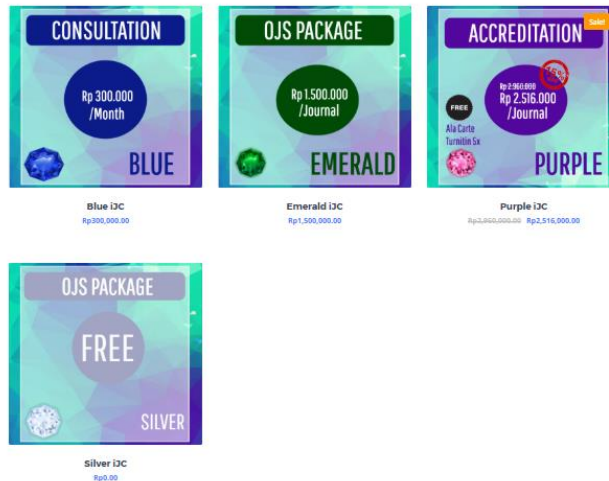 CONSULTATION
Rp 300.000
/Month
BLUE
Blue iJC
Rp300,000.00
OJS PACKAGE
Rp 1.500.000
/Journal
EMERALD
Emerald iJC
Rp1,500,000.00
Sale!
ACCREDITATION
15%
Rp 2.960.000
Rp 2.516.000
/Journal
FREE
Ala Carte
Turnitin 5x
PURPLE
Purple iJC
Rp2,960,000.00 Rp2,516,000.00
OJS PACKAGE
FREE
SILVER
Silver iJC
Rp0.00